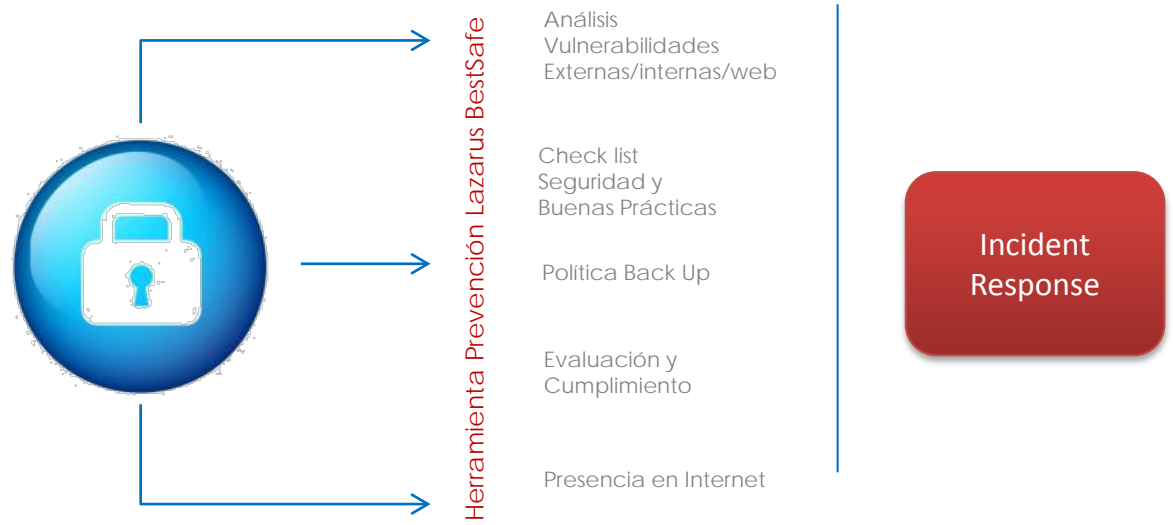 Herramienta Prevención Lazarus BestSafe
Análisis
Vulnerabilidades
Externas/internas/web
Check list
Seguridad y
Buenas Prácticas
Política Back Up
Evaluación y
Cumplimiento
Presencia en Internet
Incident
Response